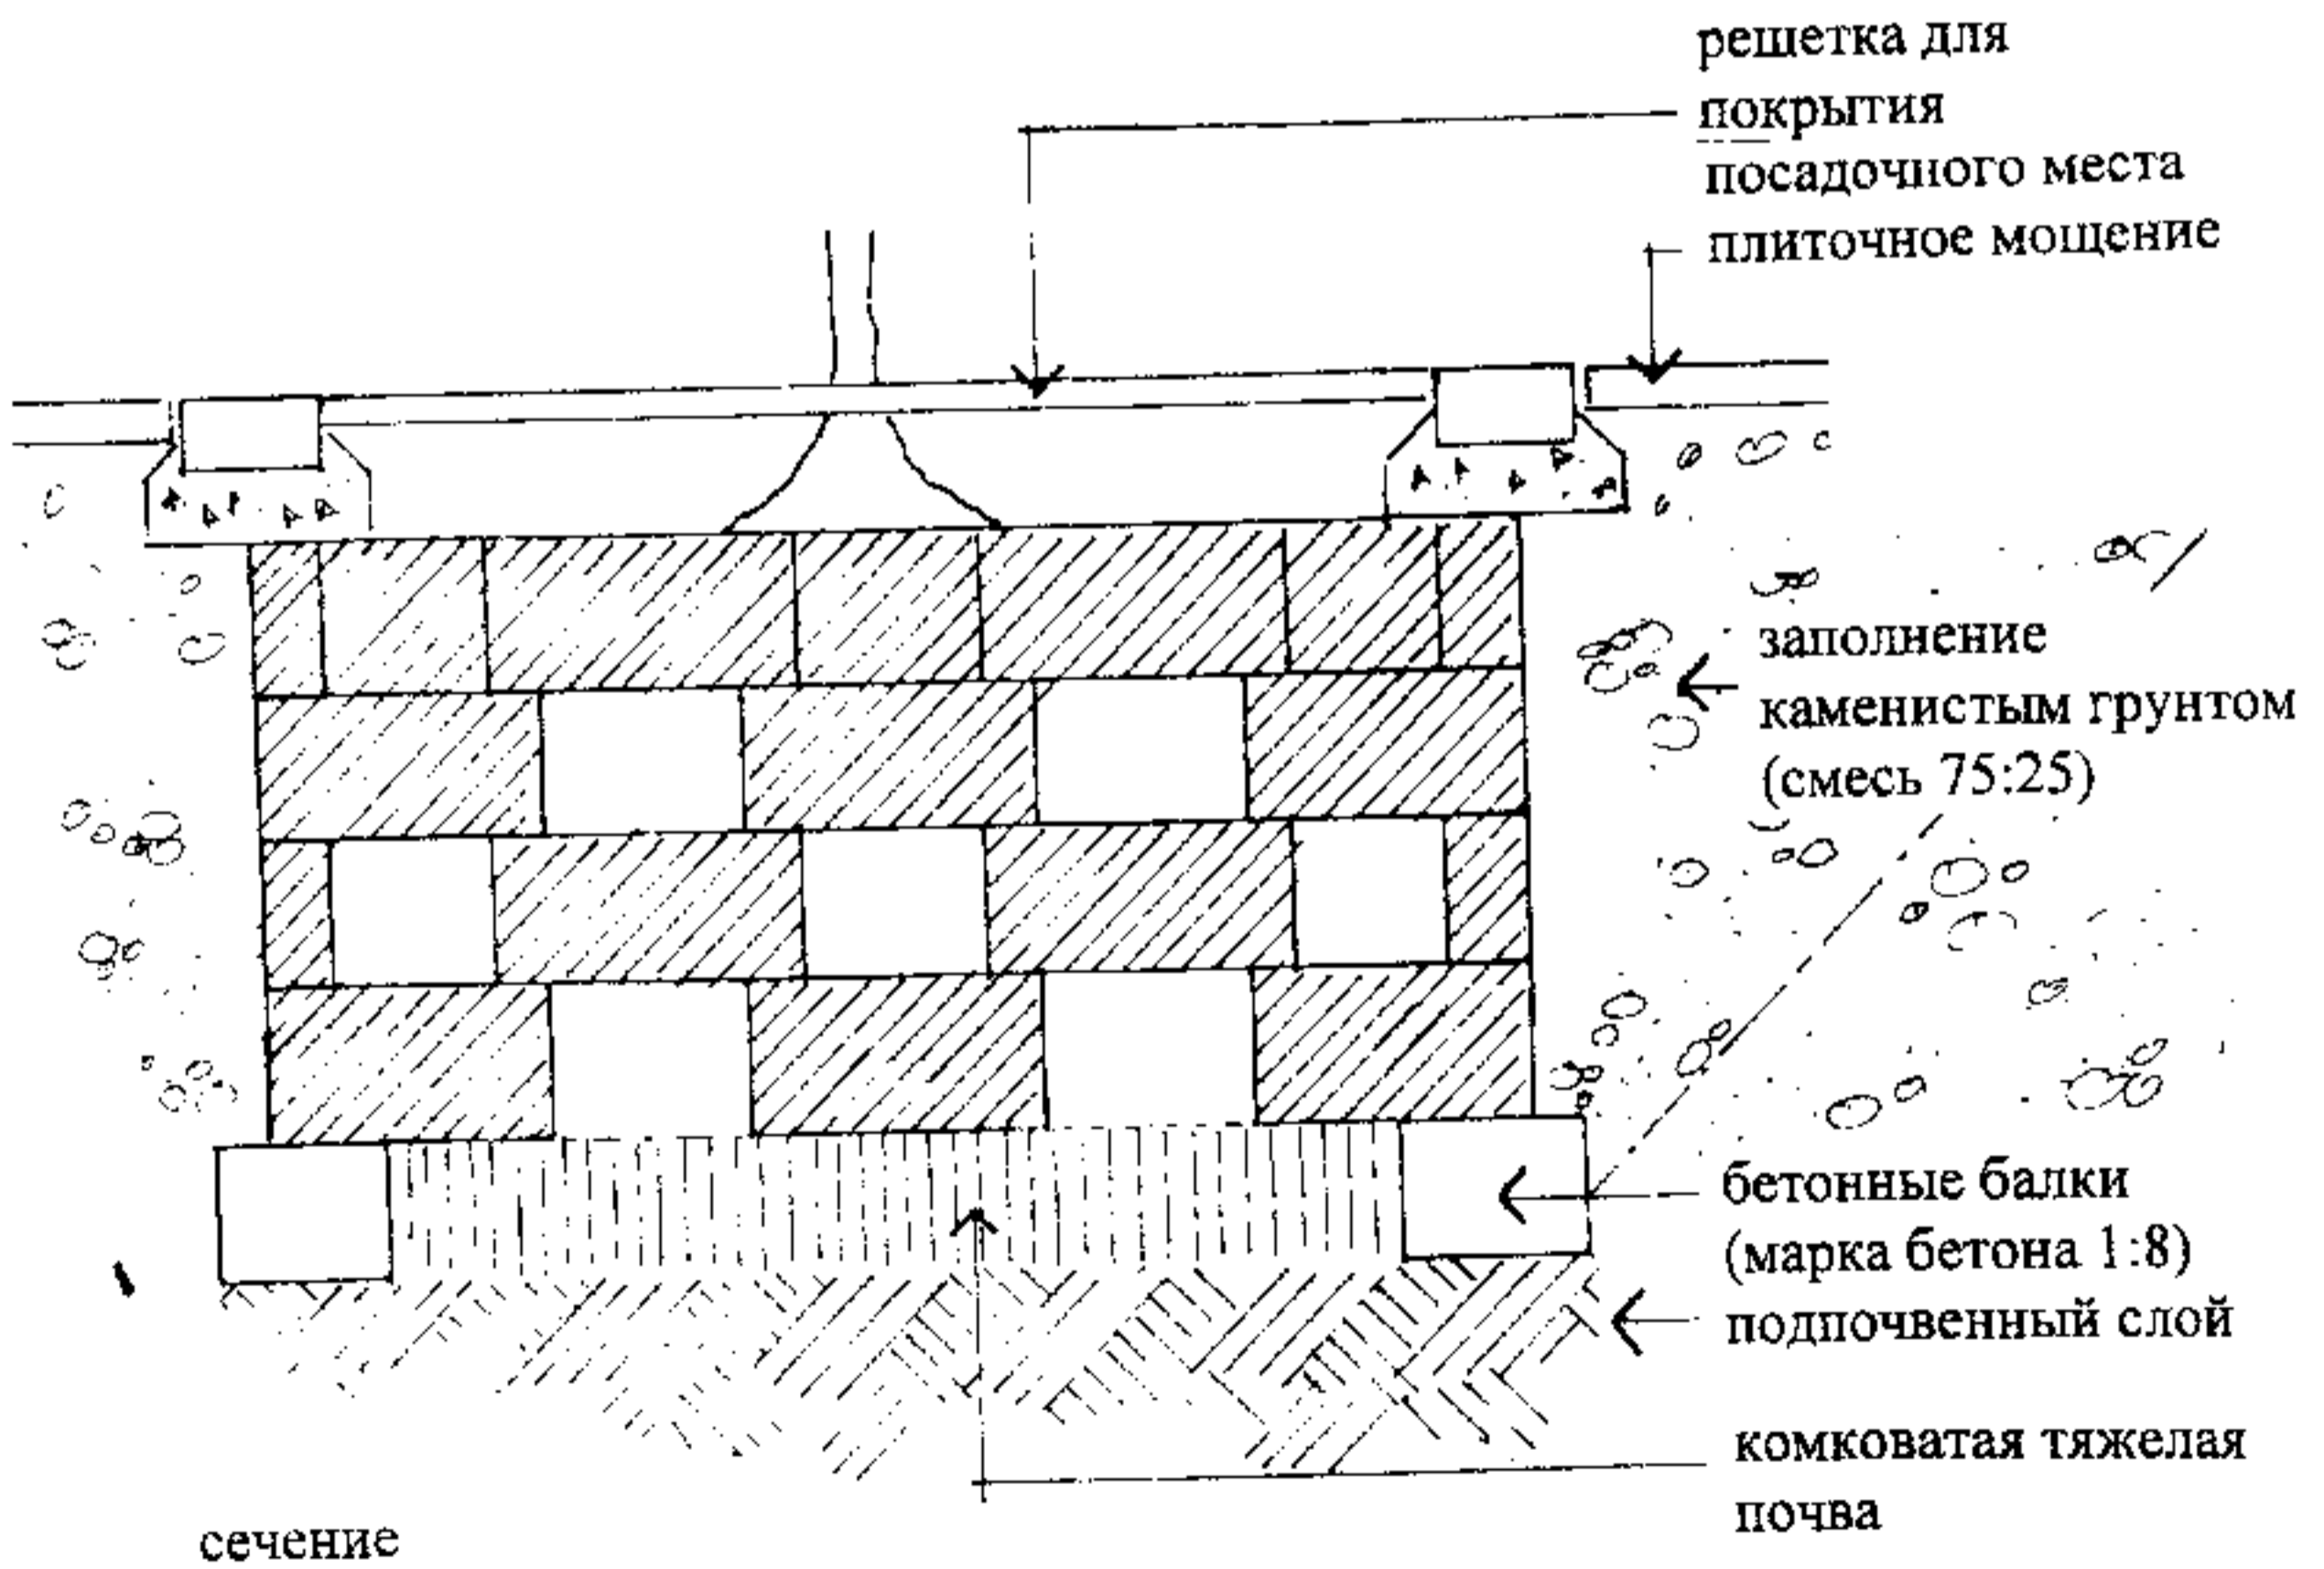 решетка для
покрытия
посадочного места
плиточное мощение
заполнение
каменистым грунтом
(смесь 75:25)
бетонные балки
(марка бетона 1:8)
подпочвенный слой
комковатая тяжелая
почва
сечение